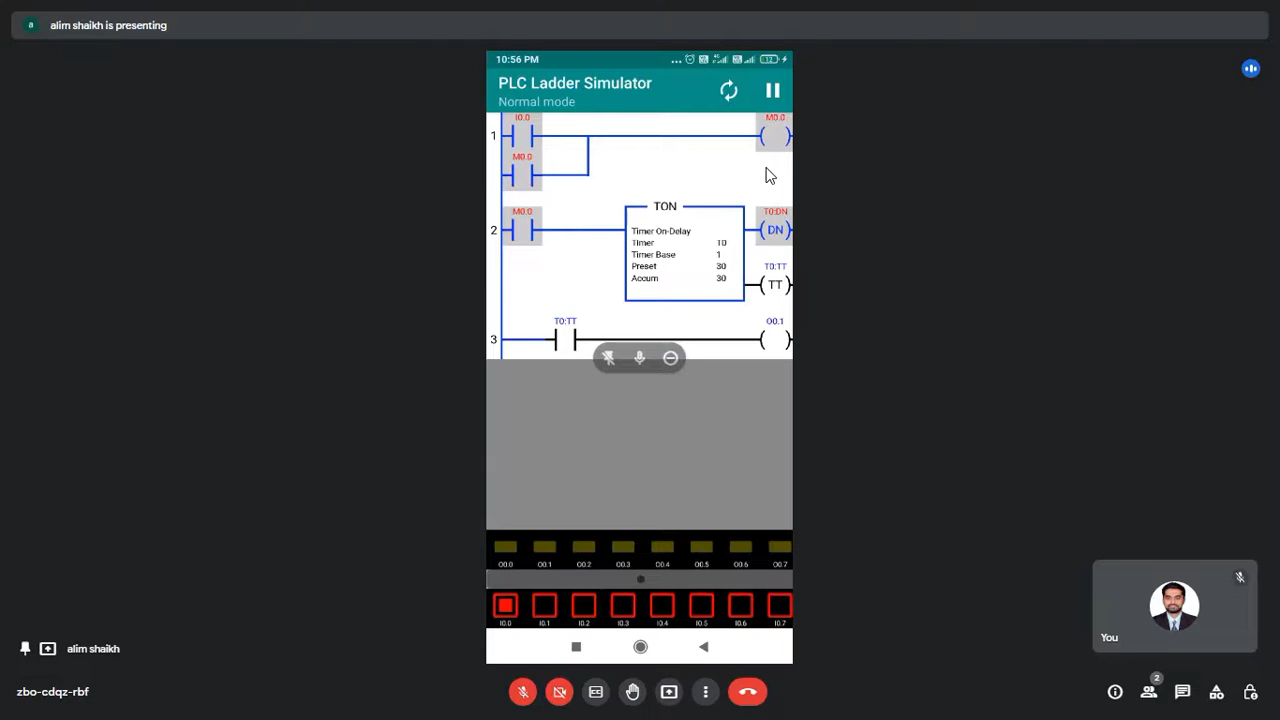 a alim shaikh is presenting
10:56 PM
12
PLC Ladder Simulator
Normal mode
I0.0
M0.0
1
( )
M0.0
M0.0
TON
T0:DN
2
Timer On-Delay
(DN)
Timer T0
Timer Base 1
Preset 30
T0:TT
Accum 30
(TT)
T0:TT
O0.1
3
( )
O0.0 O0.1 O0.2 O0.3 O0.4 O0.5 O0.6 O0.7
I0.0 I0.1 I0.2 I0.3 I0.4 I0.5 I0.6 I0.7
You
alim shaikh
zbo-cdqz-rbf
2